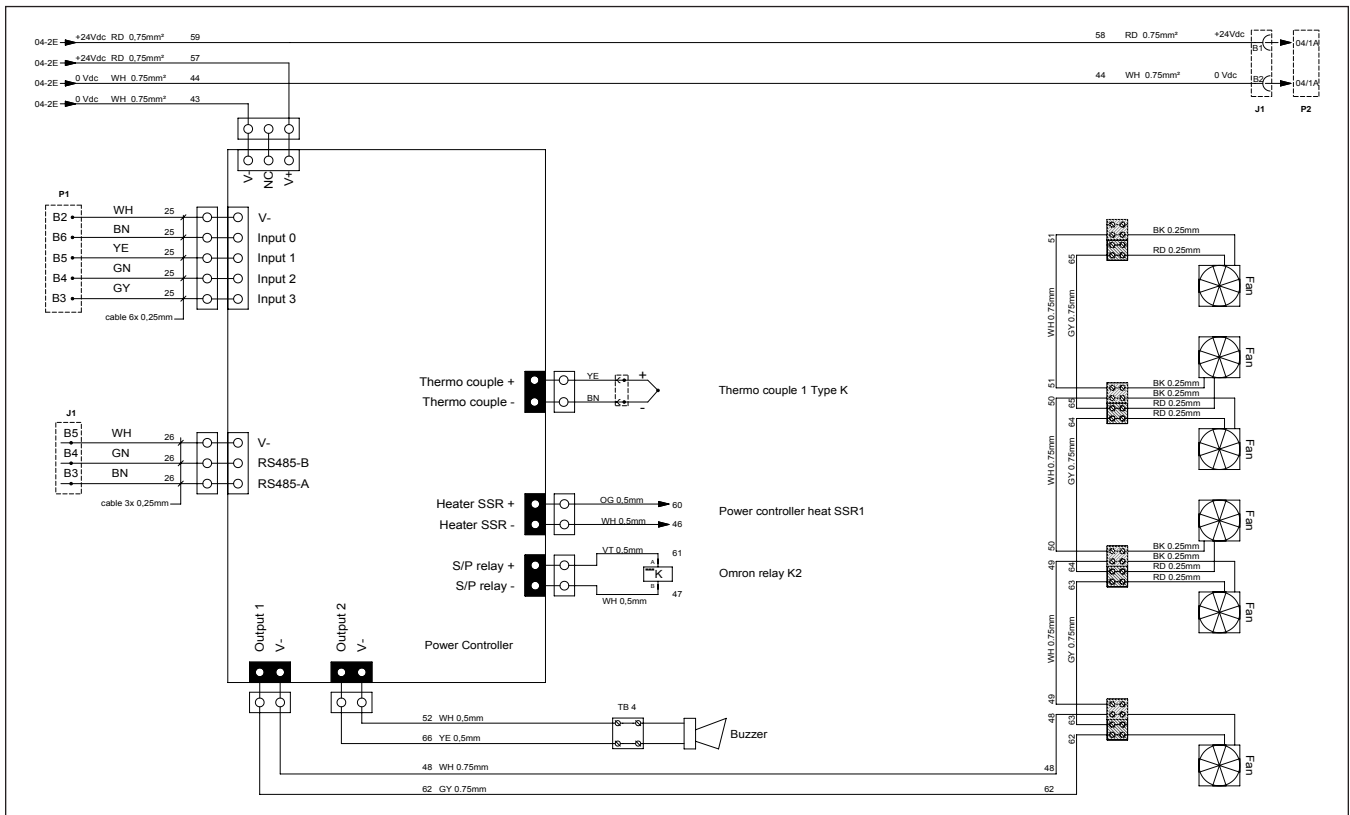 04-2E +24Vdc RD 0,75mm² 59 58 RD 0.75mm² +24Vdc B1 04/1A
04-2E +24Vdc RD 0,75mm² 57
04-2E 0 Vdc WH 0.75mm² 44 44 WH 0.75mm² 0 Vdc B2 04/1A
04-2E 0 Vdc WH 0.75mm² 43
J1 P2
V- NC V+
P1
B2 WH 25 V-
B6 BN 25 Input 0
B5 YE 25 Input 1
B4 GN 25 Input 2
B3 GY 25 Input 3
cable 6x 0,25mm
Thermo couple + YE +
Thermo couple - BN -
Thermo couple 1 Type K
J1
B5 WH 26 V-
B4 GN 26 RS485-B
B3 BN 26 RS485-A
cable 3x 0,25mm
Heater SSR + OG 0.5mm 60
Heater SSR - WH 0.5mm 46
Power controller heat SSR1
S/P relay + VT 0.5mm 61
A
K
B
S/P relay - WH 0,5mm 47
Omron relay K2
Output 1
V-
Output 2
V-
Power Controller
52 WH 0,5mm
66 YE 0,5mm
TB 4
Buzzer
48 WH 0.75mm 48
62 GY 0.75mm 62
51
BK 0.25mm
65
RD 0.25mm
Fan
WH 0.75mm
GY 0.75mm
Fan
51
BK 0.25mm
50
BK 0.25mm
65
RD 0.25mm
64
RD 0.25mm
Fan
WH 0.75mm
GY 0.75mm
Fan
50
BK 0.25mm
49
BK 0.25mm
64
RD 0.25mm
63
RD 0.25mm
Fan
WH 0.75mm
GY 0.75mm
49
48
63
62
Fan